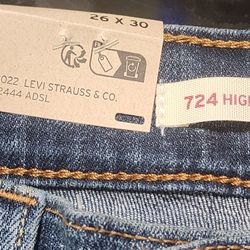 26 X 30
022 LEVI STRAUSS & CO.
2444 ADSL
724 HIGH